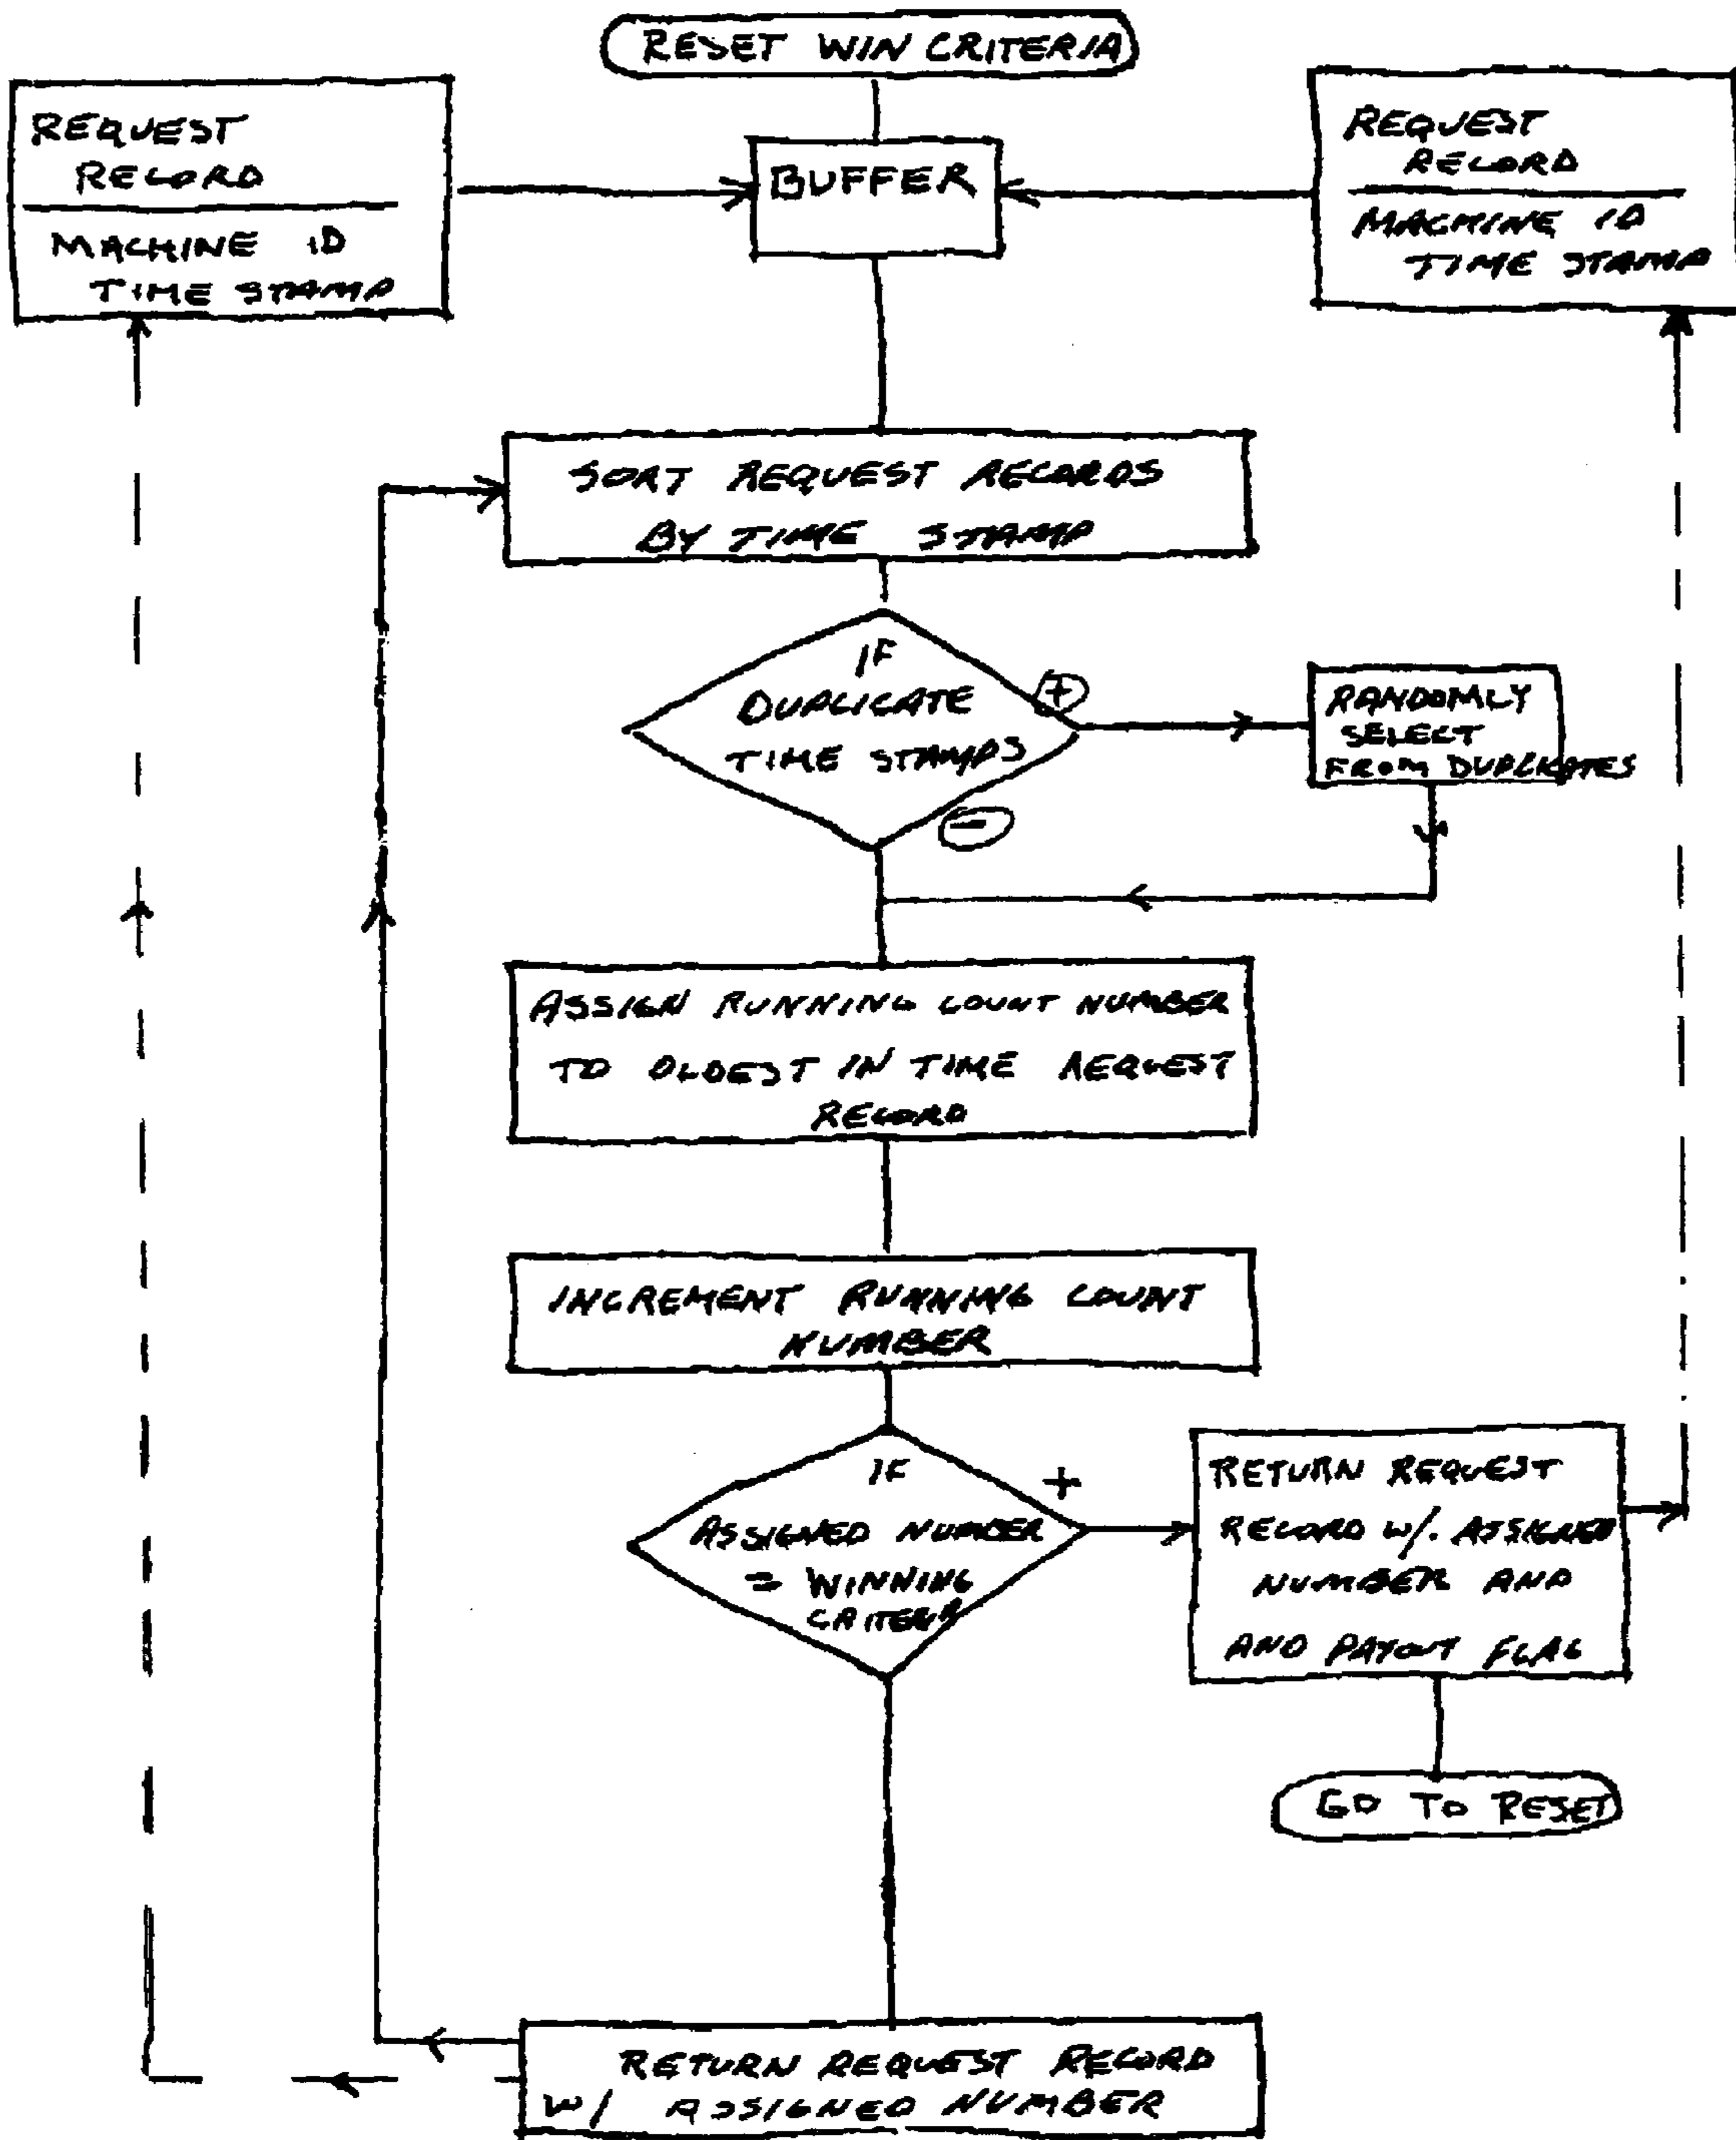 RESET WIN CRITERIA
REQUEST
RECORD
MACHINE ID
TIME STAMP
BUFFER
REQUEST
RECORD
MACHINE ID
TIME STAMP
SORT REQUEST RECORDS
BY TIME STAMP
IF
DUPLICATE
TIME STAMPS
+
-
RANDOMLY
SELECT
FROM DUPLICATES
ASSIGN RUNNING COUNT NUMBER
TO OLDEST IN TIME REQUEST
RECORD
INCREMENT RUNNING COUNT
NUMBER
IF
ASSIGNED NUMBER
= WINNING
CRITERIA
+
RETURN REQUEST
RECORD W/. ASSIGNED
NUMBER AND
AND PAYOUT FLAG
GO TO RESET
RETURN REQUEST RECORD
W/ ASSIGNED NUMBER